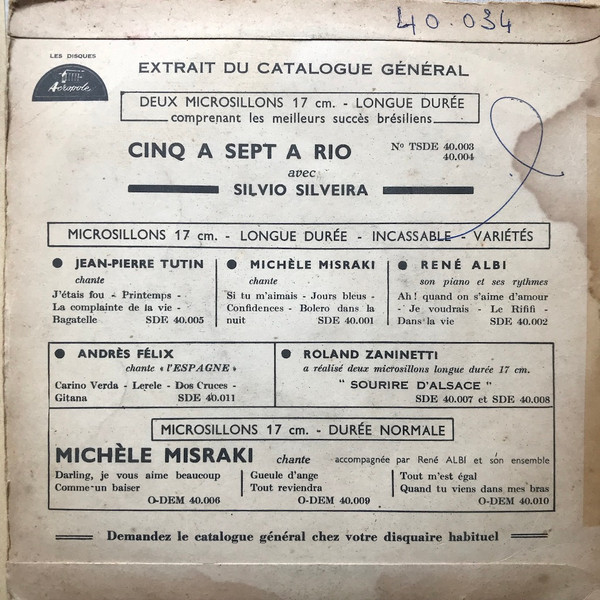 40.034
LES DISQUES
Acropole
EXTRAIT DU CATALOGUE GÉNÉRAL
DEUX MICROSILLONS 17 cm. - LONGUE DURÉE
comprenant les meilleurs succès brésiliens
CINQ A SEPT A RIO
Nº TSDE 40.003
40.004
avec
SILVIO SILVEIRA
MICROSILLONS 17 cm. - LONGUE DURÉE - INCASSABLE - VARIÉTÉS
● JEAN-PIERRE TUTIN
chante
J'étais fou - Printemps -
La complainte de la vie -
Bagatelle SDE 40.005
● MICHÈLE MISRAKI
chante
Si tu m'aimais - Jours bleus -
Confidences - Bolero dans la
nuit SDE 40.001
● RENÉ ALBI
son piano et ses rythmes
Ah! quand on s'aime d'amour
- Je voudrais - Le Rififi -
Dans la vie SDE 40.002
● ANDRÈS FÉLIX
chante « l'ESPAGNE »
Carino Verda - Lerele - Dos Cruces -
Gitana SDE 40.011
● ROLAND ZANINETTI
a réalisé deux microsillons longue durée 17 cm.
" SOURIRE D'ALSACE "
SDE 40.007 et SDE 40.008
MICROSILLONS 17 cm. - DURÉE NORMALE
MICHÈLE MISRAKI chante accompagnée par René ALBI et son ensemble
Darling, je vous aime beaucoup
Comme un baiser
O-DEM 40.006
Gueule d'ange
Tout reviendra
O-DEM 40.009
Tout m'est égal
Quand tu viens dans mes bras
O-DEM 40.010
Demandez le catalogue général chez votre disquaire habituel